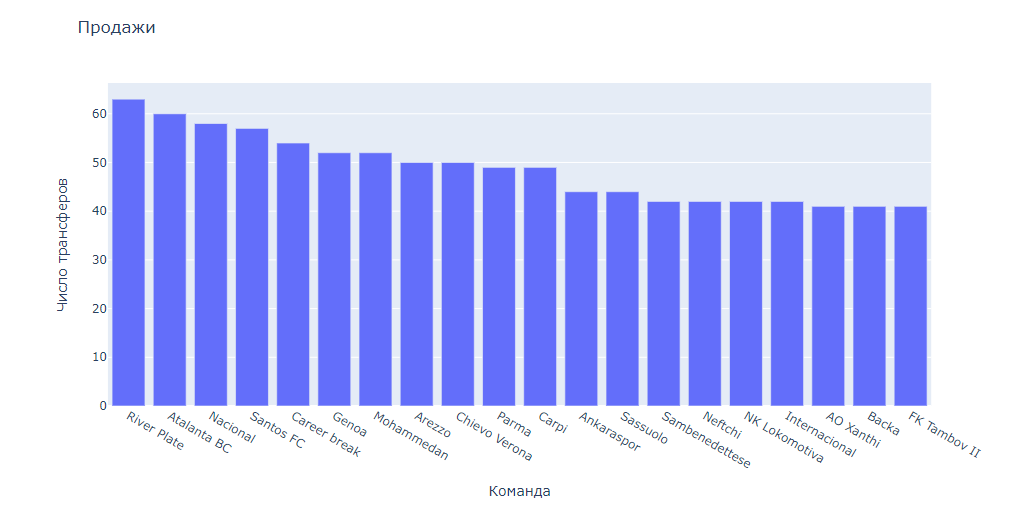 Продажи
Число трансферов
60
50
40
30
20
10
0
River Plate
Atalanta BC
Nacional
Santos FC
Career break
Genoa
Mohammedan
Arezzo
Chievo Verona
Parma
Carpi
Ankaraspor
Sassuolo
Sambenedettese
Neftchi
NK Lokomotiva
Internacional
AO Xanthi
Backa
FK Tambov II
Команда